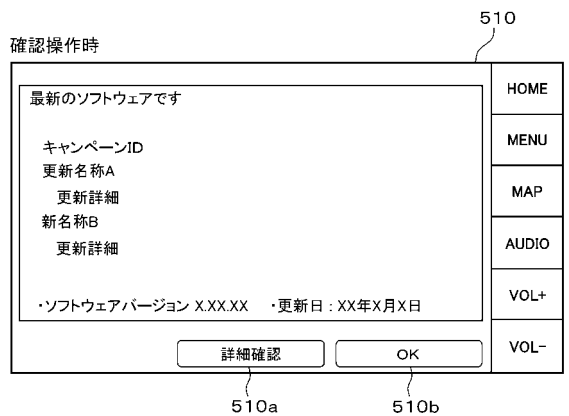 510
確認操作時
最新のソフトウェアです
キャンペーンID
更新名称A
更新詳細
新名称B
更新詳細
・ソフトウェアバージョン X.XX.XX ・更新日：XX年X月X日
詳細確認
OK
HOME
MENU
MAP
AUDIO
VOL+
VOL-
510a
510b